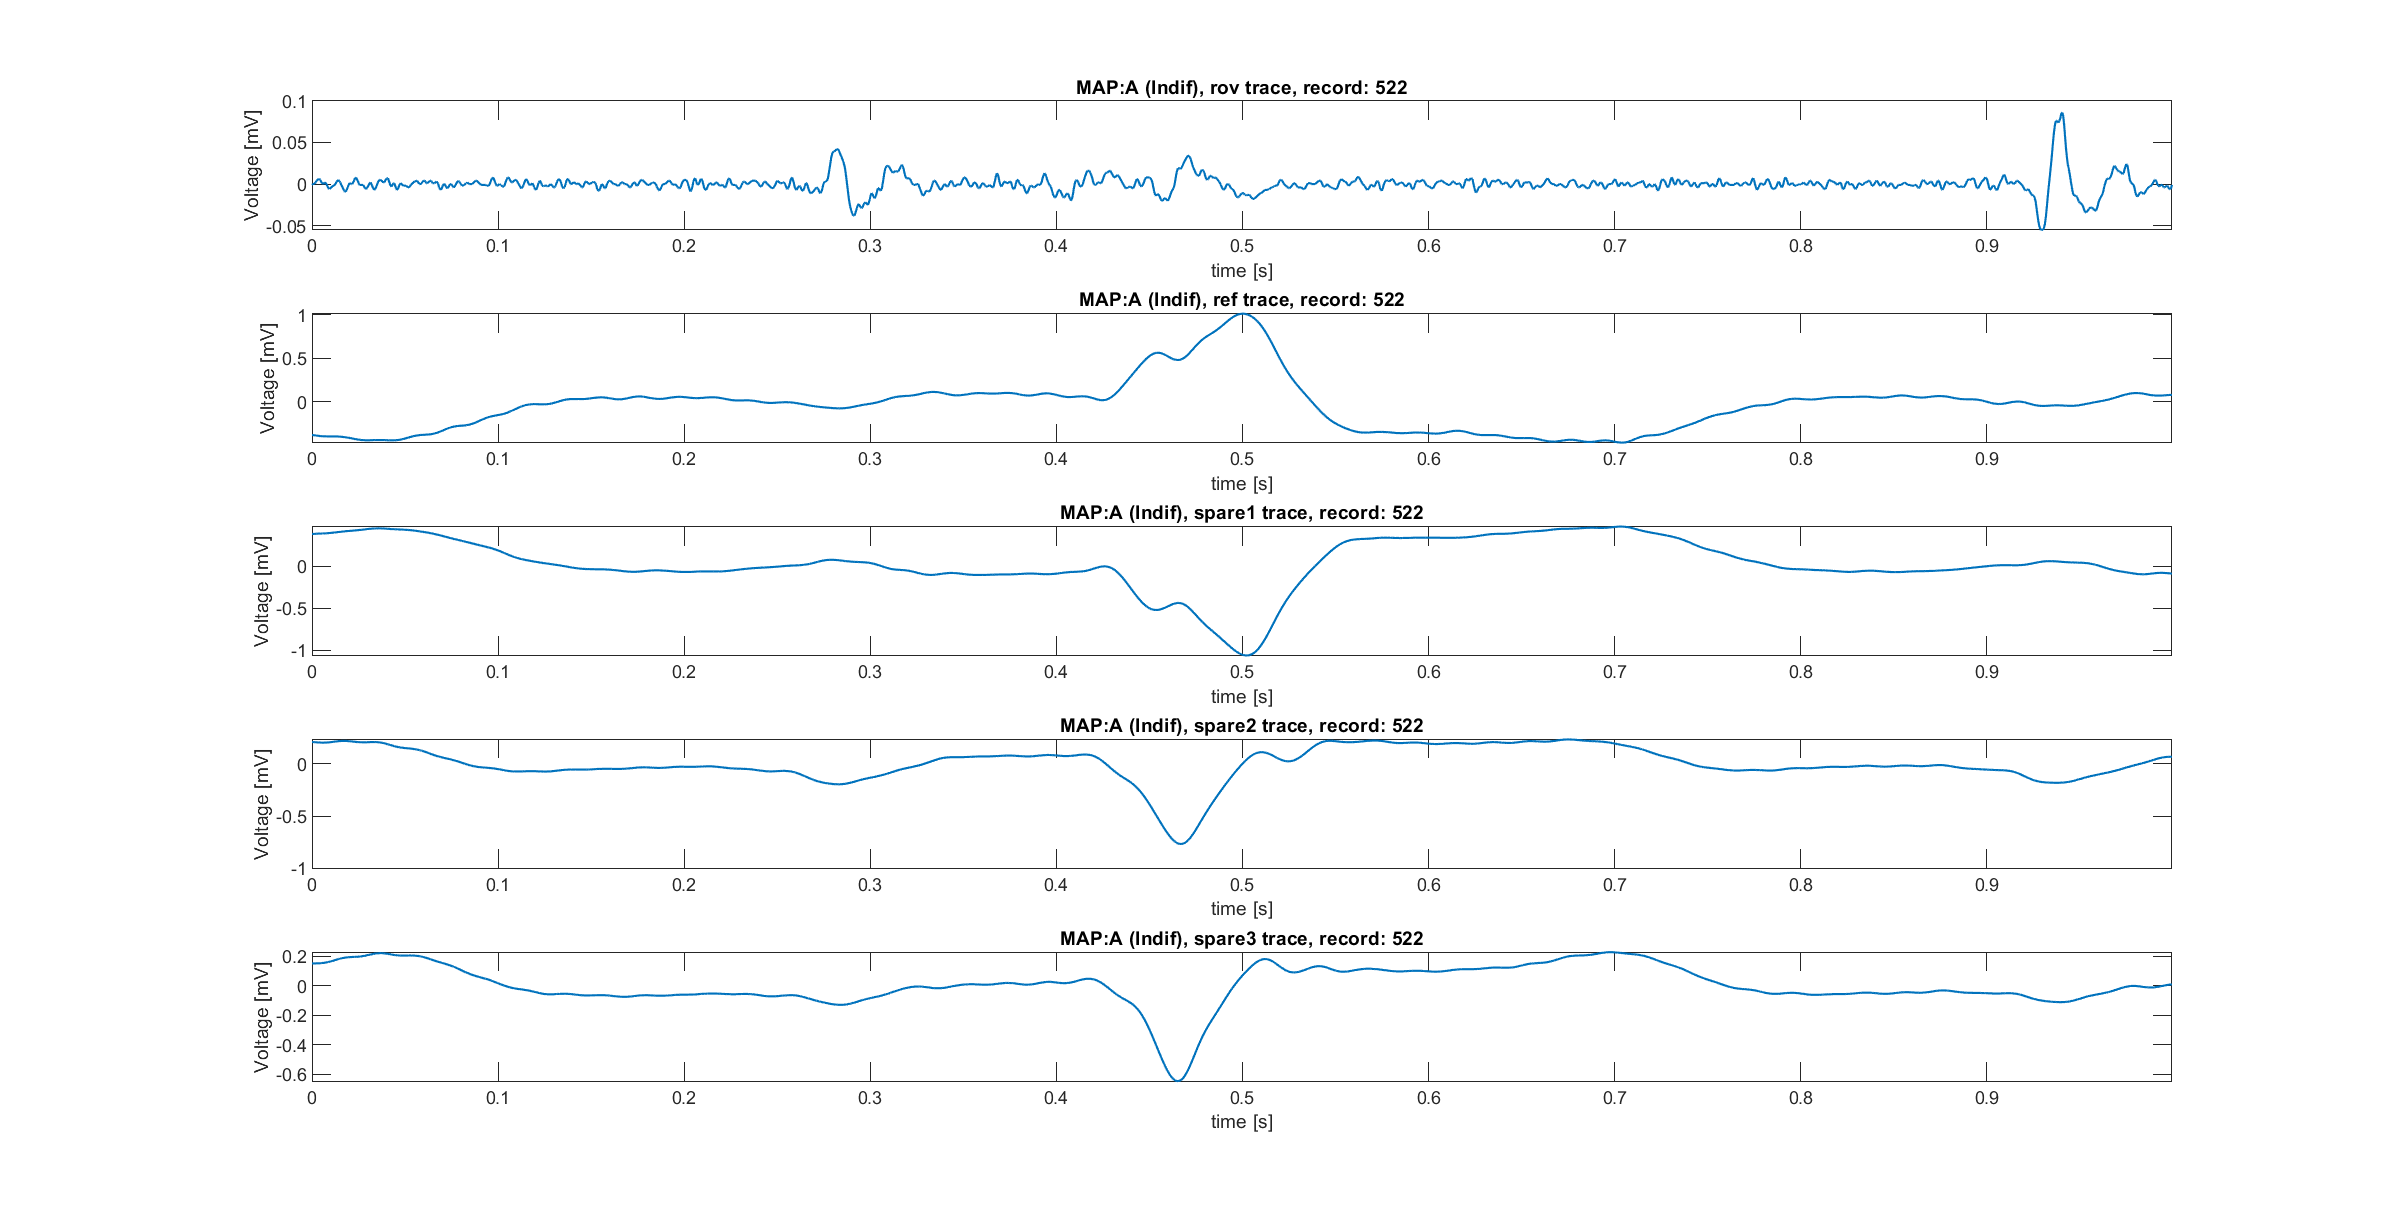 MAP:A (Indif), rov trace, record: 522
Voltage [mV]
0.1
0.05
0
-0.05
0 0.1 0.2 0.3 0.4 0.5 0.6 0.7 0.8 0.9
time [s]
MAP:A (Indif), ref trace, record: 522
Voltage [mV]
1
0.5
0
0 0.1 0.2 0.3 0.4 0.5 0.6 0.7 0.8 0.9
time [s]
MAP:A (Indif), spare1 trace, record: 522
Voltage [mV]
0
-0.5
-1
0 0.1 0.2 0.3 0.4 0.5 0.6 0.7 0.8 0.9
time [s]
MAP:A (Indif), spare2 trace, record: 522
Voltage [mV]
0
-0.5
-1
0 0.1 0.2 0.3 0.4 0.5 0.6 0.7 0.8 0.9
time [s]
MAP:A (Indif), spare3 trace, record: 522
Voltage [mV]
0.2
0
-0.2
-0.4
-0.6
0 0.1 0.2 0.3 0.4 0.5 0.6 0.7 0.8 0.9
time [s]